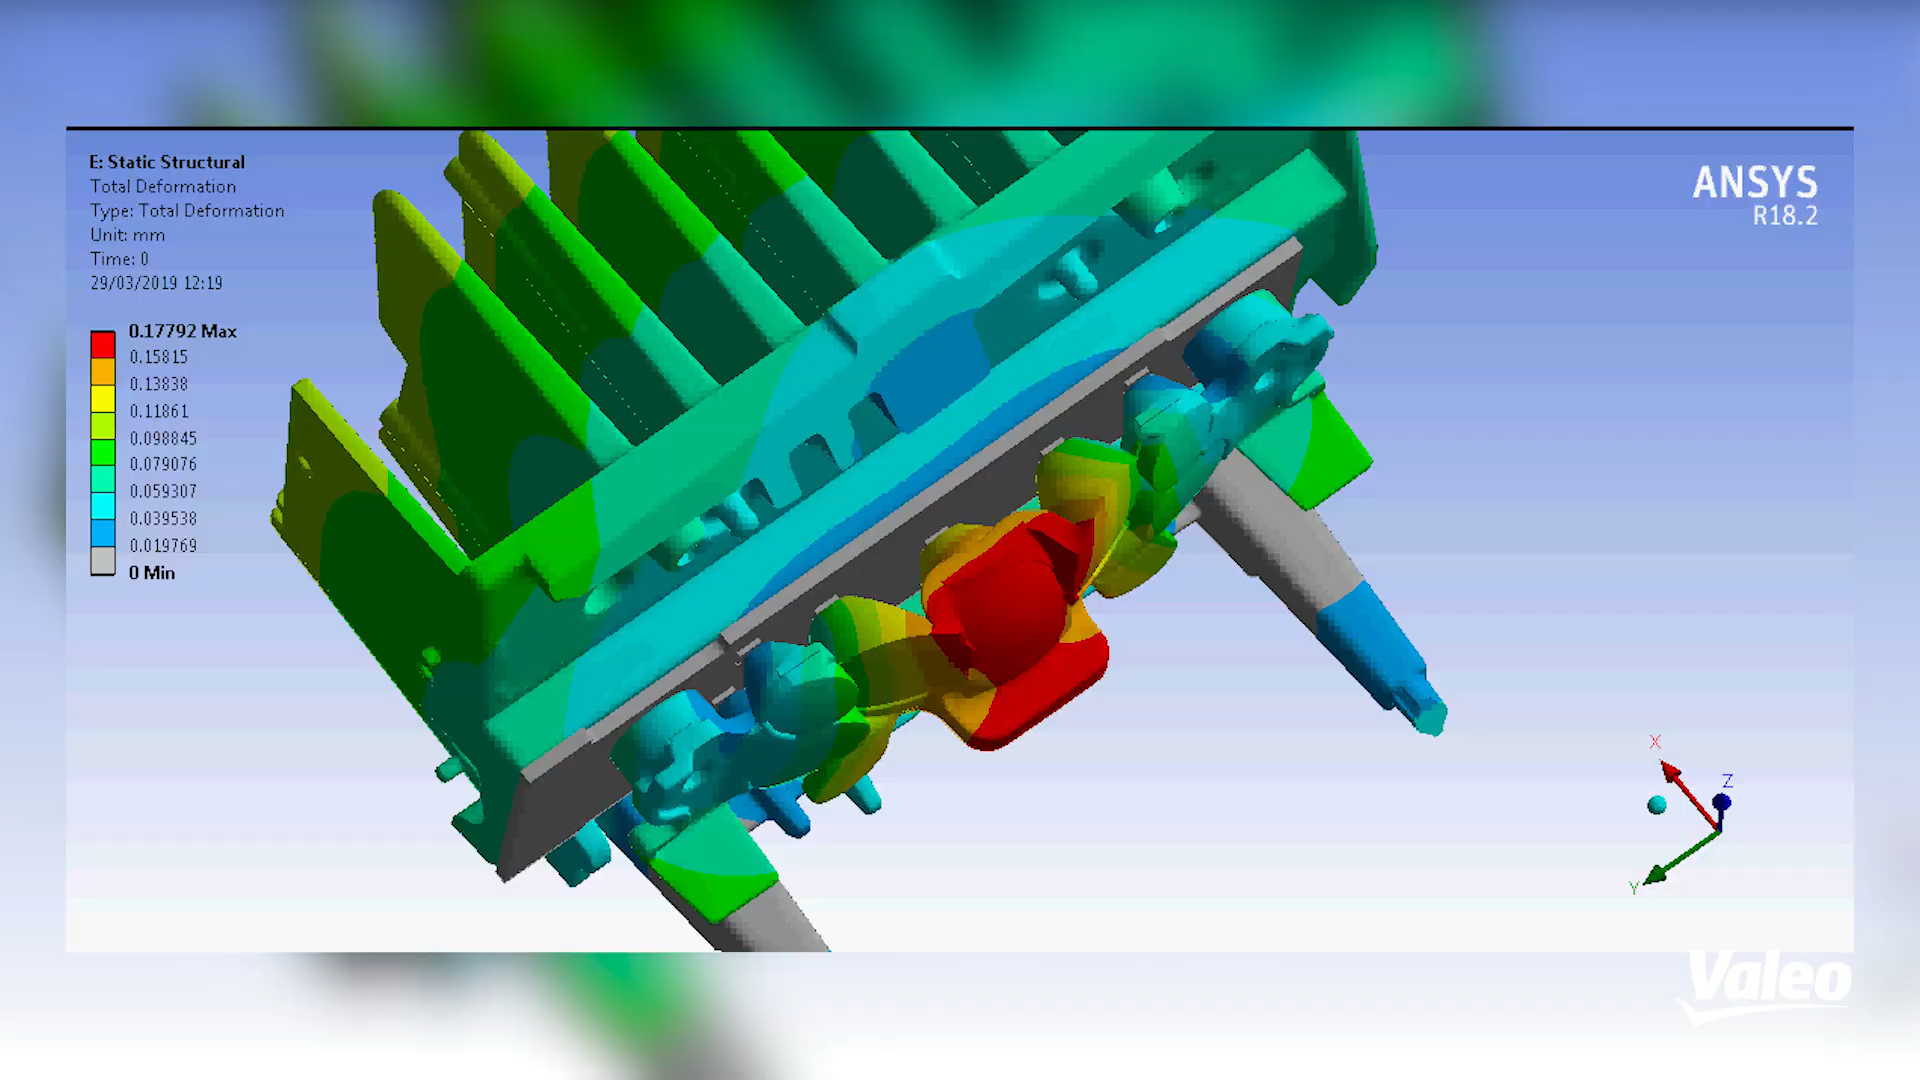 E: Static Structural
Total Deformation
Type: Total Deformation
Unit: mm
Time: 0
29/03/2019 12:19
0.17792 Max
0.15815
0.13838
0.11861
0.098845
0.079076
0.059307
0.039538
0.019769
0 Min
ANSYS
R18.2
X
Z
Y
Valeo